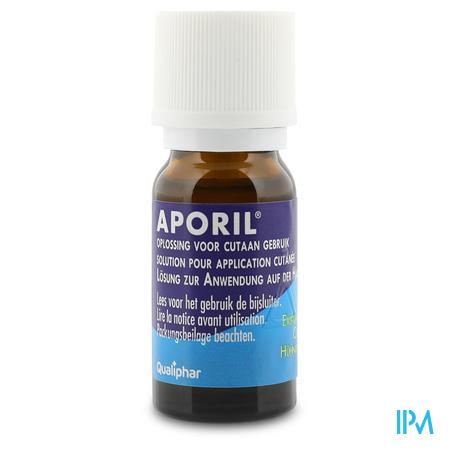 APORIL®
OPLOSSING VOOR CUTAAN GEBRUIK
SOLUTION POUR APPLICATION CUTANÉE
LÖSUNG ZUR ANWENDUNG AUF DER
Lees voor het gebruik de bijsluiter.
Lire la notice avant utilisation.
Packungsbeilage beachten.
Qualiphar
IPM